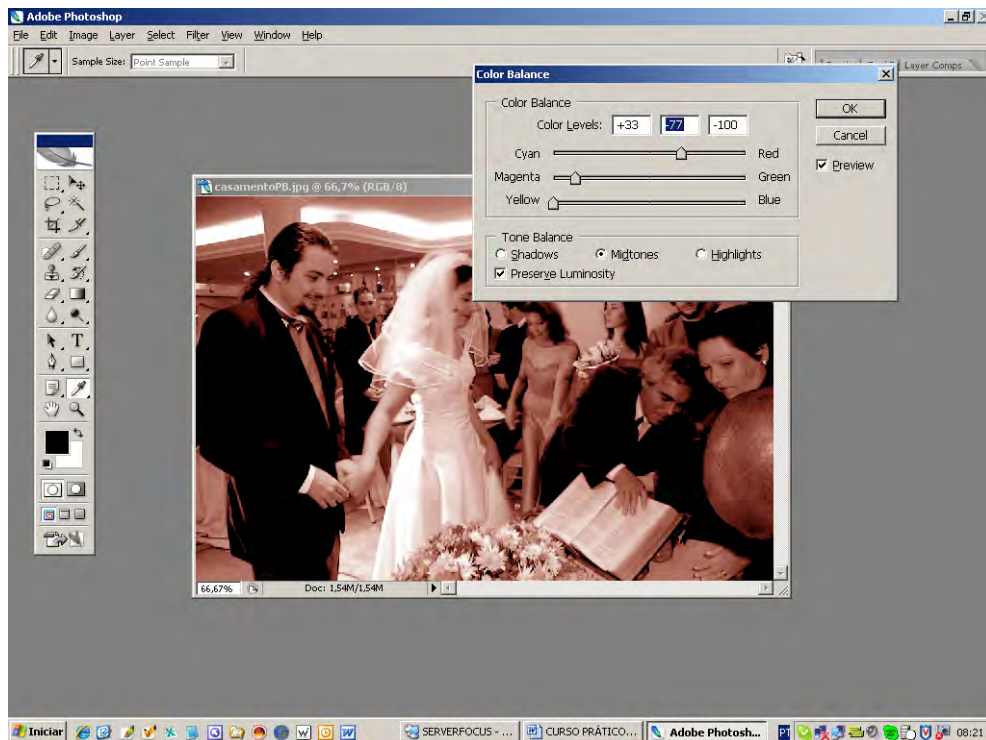 Adobe Photoshop
File Edit Image Layer Select Filter View Window Help
Sample Size: Point Sample
Layer Comps
Color Balance
Color Balance
Color Levels: +33 -77 -100
Cyan Red
Magenta Green
Yellow Blue
Tone Balance
Shadows Midtones Highlights
Preserve Luminosity
OK
Cancel
Preview
casamentoPB.jpg @ 66,7% (RGB/8)
T
66,67% Doc: 1,54M/1,54M
Iniciar
SERVERFOCUS - ...
CURSO PRÁTICO...
Adobe Photosh...
PT
08:21